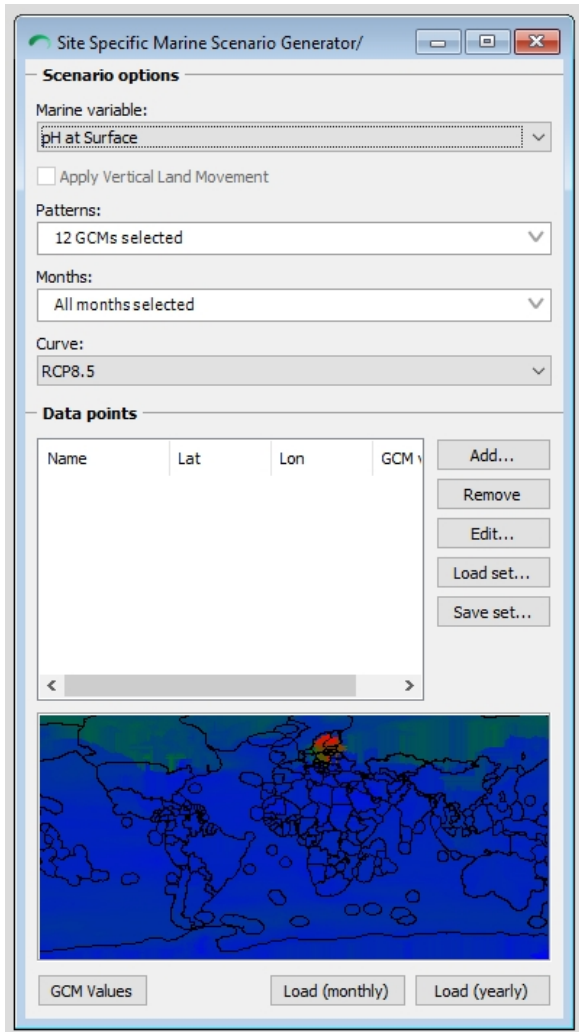 Site Specific Marine Scenario Generator/
Scenario options
Marine variable:
pH at Surface
Apply Vertical Land Movement
Patterns:
12 GCMs selected
Months:
All months selected
Curve:
RCP8.5
Data points
Name Lat Lon GCM
Add...
Remove
Edit...
Load set...
Save set...
GCM Values Load (monthly) Load (yearly)